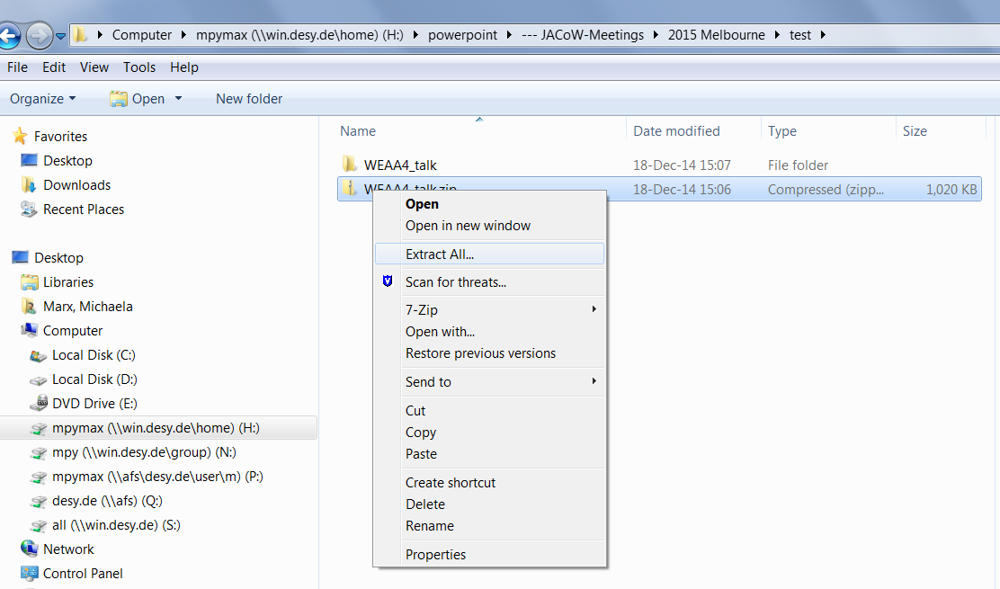 Computer mpymax (\\win.desy.de\home) (H:) powerpoint --- JACoW-Meetings 2015 Melbourne test
File Edit View Tools Help
Organize Open New folder
Favorites
Desktop
Downloads
Recent Places
Desktop
Libraries
Marx, Michaela
Computer
Local Disk (C:)
Local Disk (D:)
DVD Drive (E:)
mpymax (\\win.desy.de\home) (H:)
mpy (\\win.desy.de\group) (N:)
mpymax (\\afs\desy.de\user\m) (P:)
desy.de (\\afs) (Q:)
all (\\win.desy.de) (S:)
Network
Control Panel
Name Date modified Type Size
WEAA4_talk 18-Dec-14 15:07 File folder
WEAA4_talk.zip 18-Dec-14 15:06 Compressed (zipp... 1,020 KB
Open
Open in new window
Extract All...
Scan for threats...
7-Zip
Open with...
Restore previous versions
Send to
Cut
Copy
Paste
Create shortcut
Delete
Rename
Properties